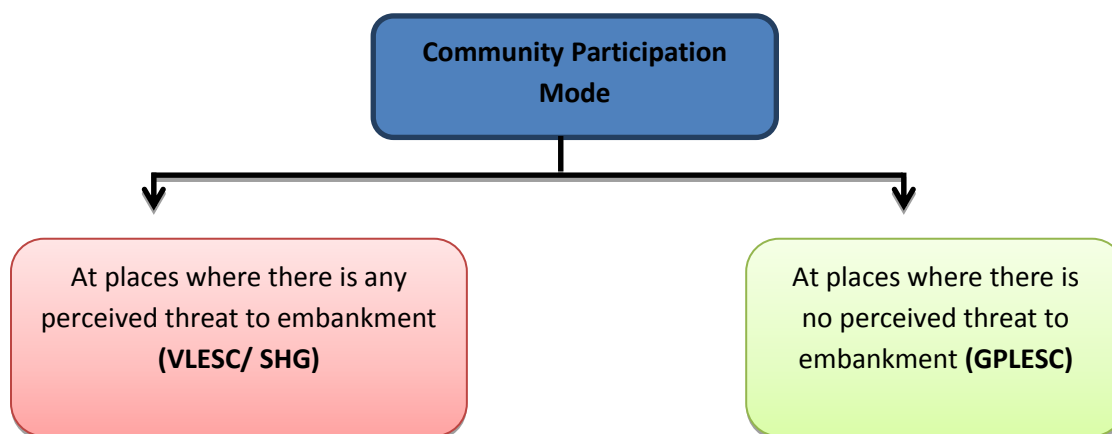 Community Participation
Mode
At places where there is any
perceived threat to embankment
(VLESC/ SHG)
At places where there is
no perceived threat to
embankment (GPLESC)